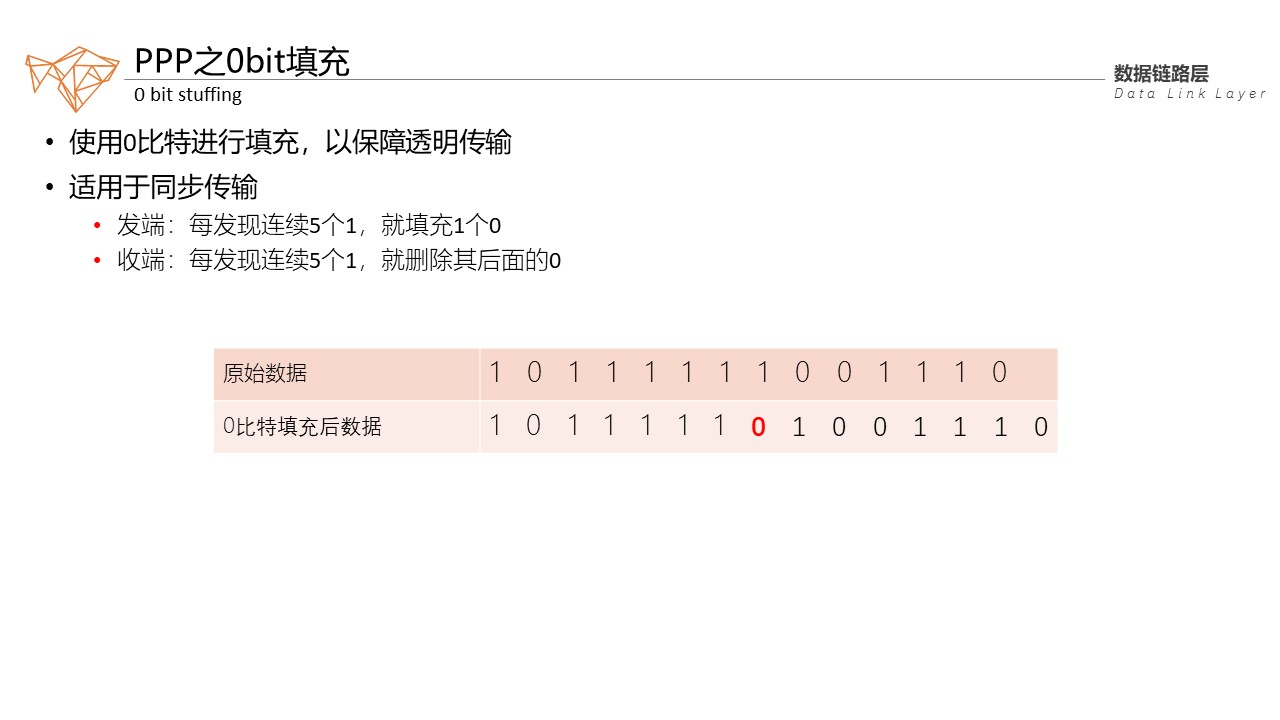 PPP之0bit填充
0 bit stuffing
数据链路层
Data Link Layer
• 使用0比特进行填充，以保障透明传输
• 适用于同步传输
• 发端：每发现连续5个1，就填充1个0
• 收端：每发现连续5个1，就删除其后面的0
原始数据 1 0 1 1 1 1 1 1 0 0 1 1 1 0
0比特填充后数据 1 0 1 1 1 1 1 0 1 0 0 1 1 1 0